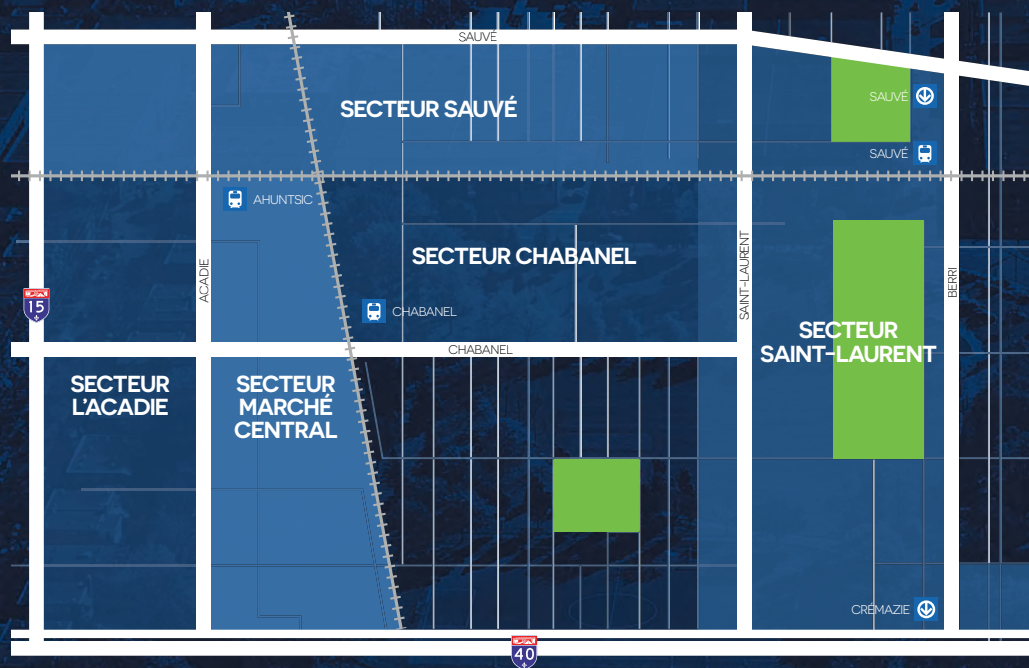 SAUVÉ
SECTEUR SAUVÉ
SAUVÉ
SAUVÉ
AHUNTSIC
SECTEUR CHABANEL
ACADIE
SAINT-LAURENT
BERRI
15
CHABANEL
SECTEUR
SAINT-LAURENT
CHABANEL
SECTEUR
L'ACADIE
SECTEUR
MARCHÉ
CENTRAL
CRÉMAZIE
40